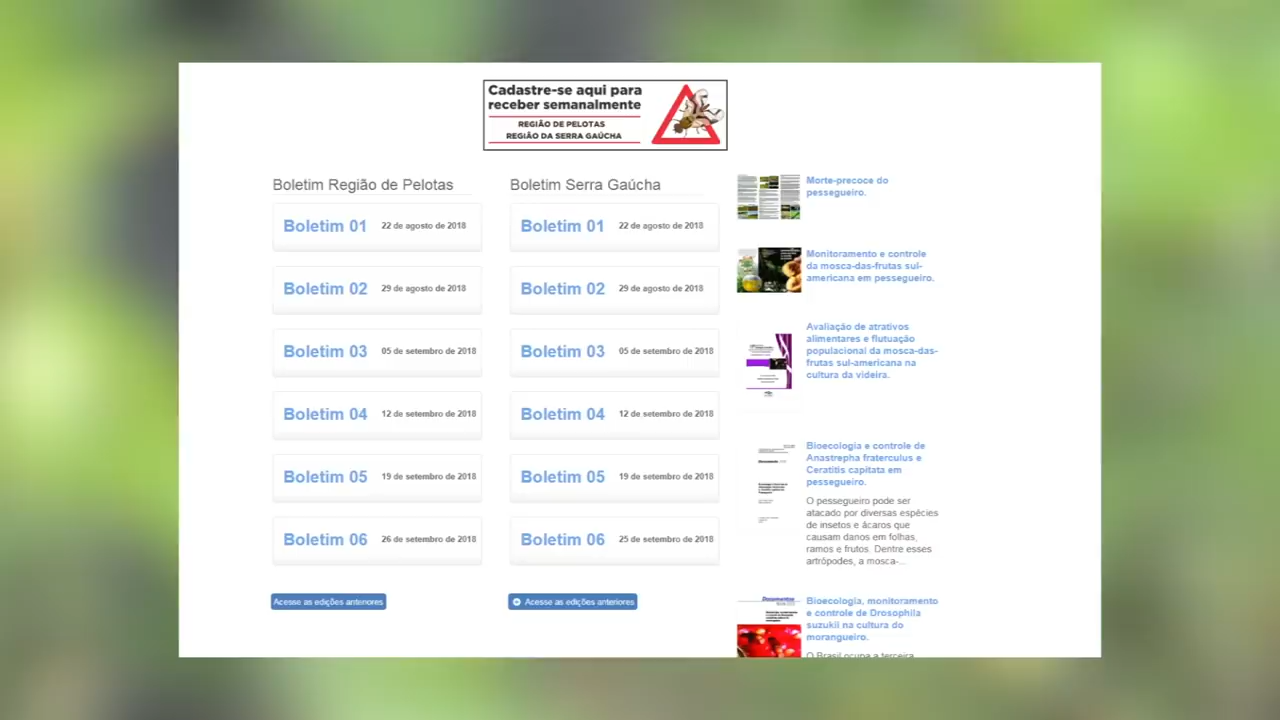 Cadastre-se aqui para
receber semanalmente
REGIÃO DE PELOTAS
REGIÃO DA SERRA GAÚCHA
Boletim Região de Pelotas
Boletim 01 22 de agosto de 2018
Boletim 02 29 de agosto de 2018
Boletim 03 05 de setembro de 2018
Boletim 04 12 de setembro de 2018
Boletim 05 19 de setembro de 2018
Boletim 06 26 de setembro de 2018
Acesse as edições anteriores
Boletim Serra Gaúcha
Boletim 01 22 de agosto de 2018
Boletim 02 29 de agosto de 2018
Boletim 03 05 de setembro de 2018
Boletim 04 12 de setembro de 2018
Boletim 05 19 de setembro de 2018
Boletim 06 25 de setembro de 2018
Acesse as edições anteriores
Morte-precoce do
pessegueiro.
Monitoramento e controle
da mosca-das-frutas sul-
americana em pessegueiro.
Avaliação de atrativos
alimentares e flutuação
populacional da mosca-das-
frutas sul-americana na
cultura da videira.
Bioecologia e controle de
Anastrepha fraterculus e
Ceratitis capitata em
pessegueiro.
O pessegueiro pode ser
atacado por diversas espécies
de insetos e ácaros que
causam danos em folhas,
ramos e frutos. Dentre esses
artrópodes, a mosca-...
Documentos
Bioecologia, monitoramento
e controle de Drosophila
suzukii na cultura do
morangueiro.
O Brasil ocupa a terceira